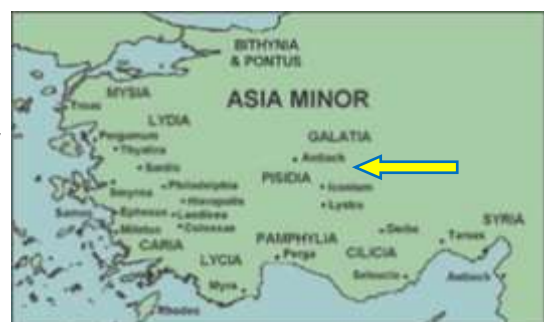 BITHYNIA
& PONTUS
MYSIA
ASIA MINOR
Troas
LYDIA
GALATIA
Pergamum
Thyatira
Antioch
Sardis
PISIDIA
Smyrna
Philadelphia
Iconium
Hierapolis
Lystra
Samos
Ephesus
Laodicea
SYRIA
Miletus
Colossae
Derbe
Tarsus
CARIA
PAMPHYLIA
CILICIA
LYCIA
Perga
Seleucia
Antioch
Myra
Rhodes